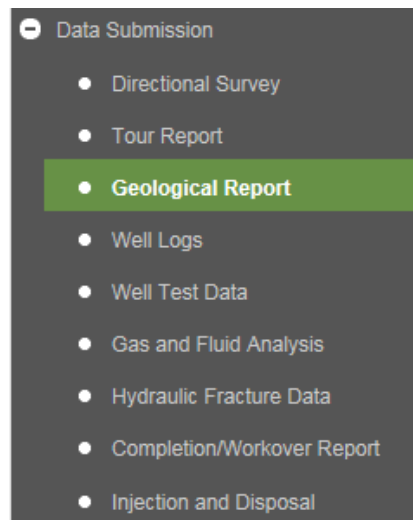 Data Submission
Directional Survey
Tour Report
Geological Report
Well Logs
Well Test Data
Gas and Fluid Analysis
Hydraulic Fracture Data
Completion/Workover Report
Injection and Disposal